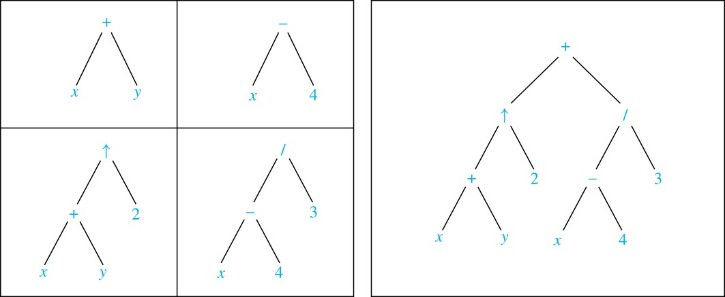 +
x y
−
x 4
↑
+ 2
x y
/
− 3
x 4
+
↑ /
+ 2 − 3
x y x 4